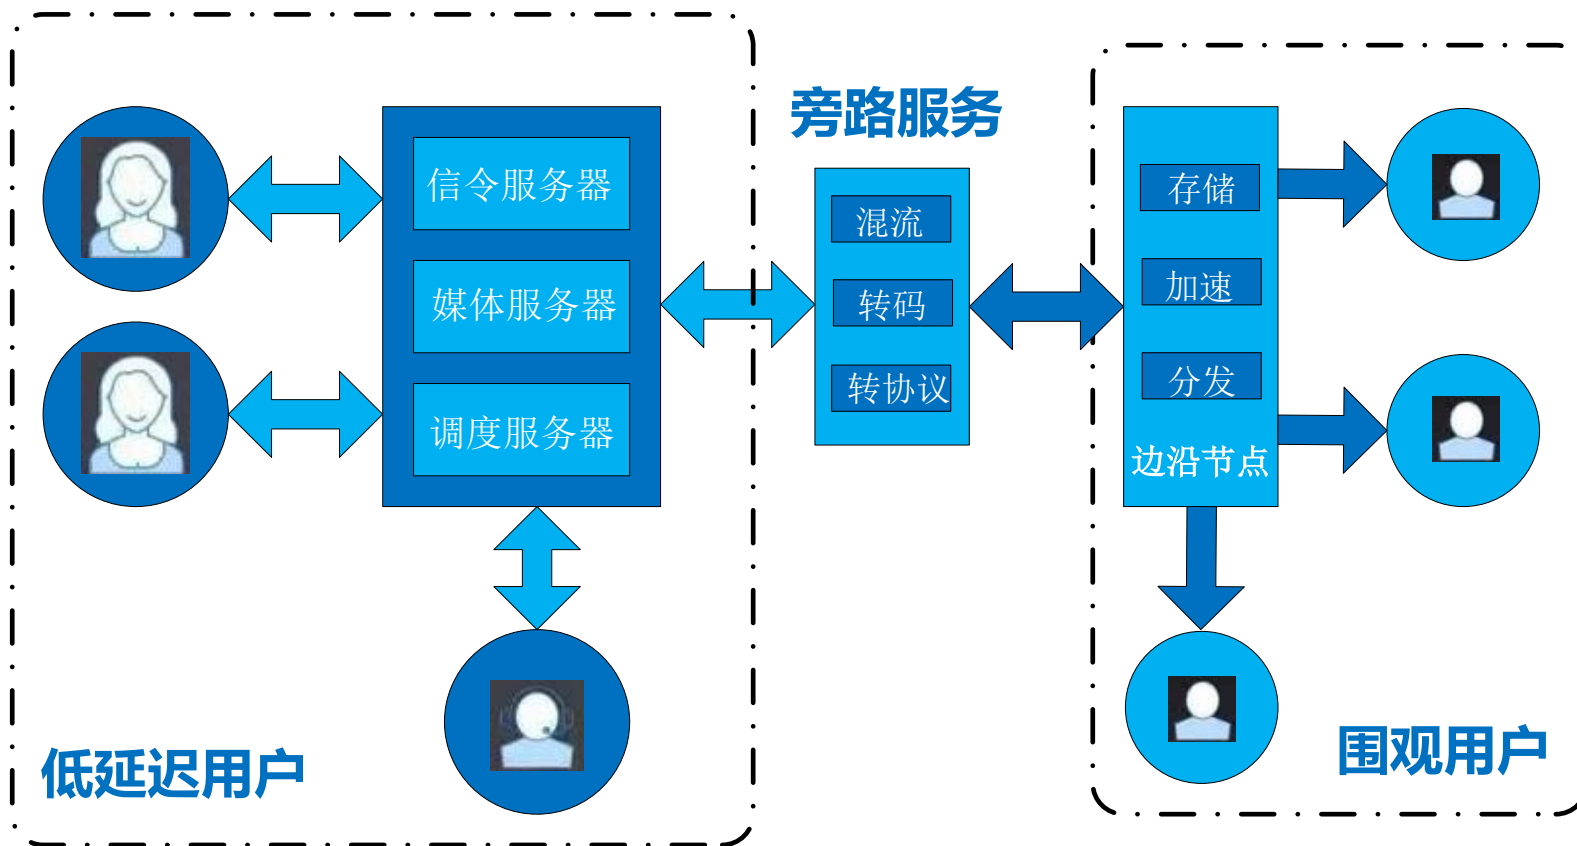 旁路服务
信令服务器
媒体服务器
调度服务器
混流
转码
转协议
存储
加速
分发
边沿节点
低延迟用户
围观用户